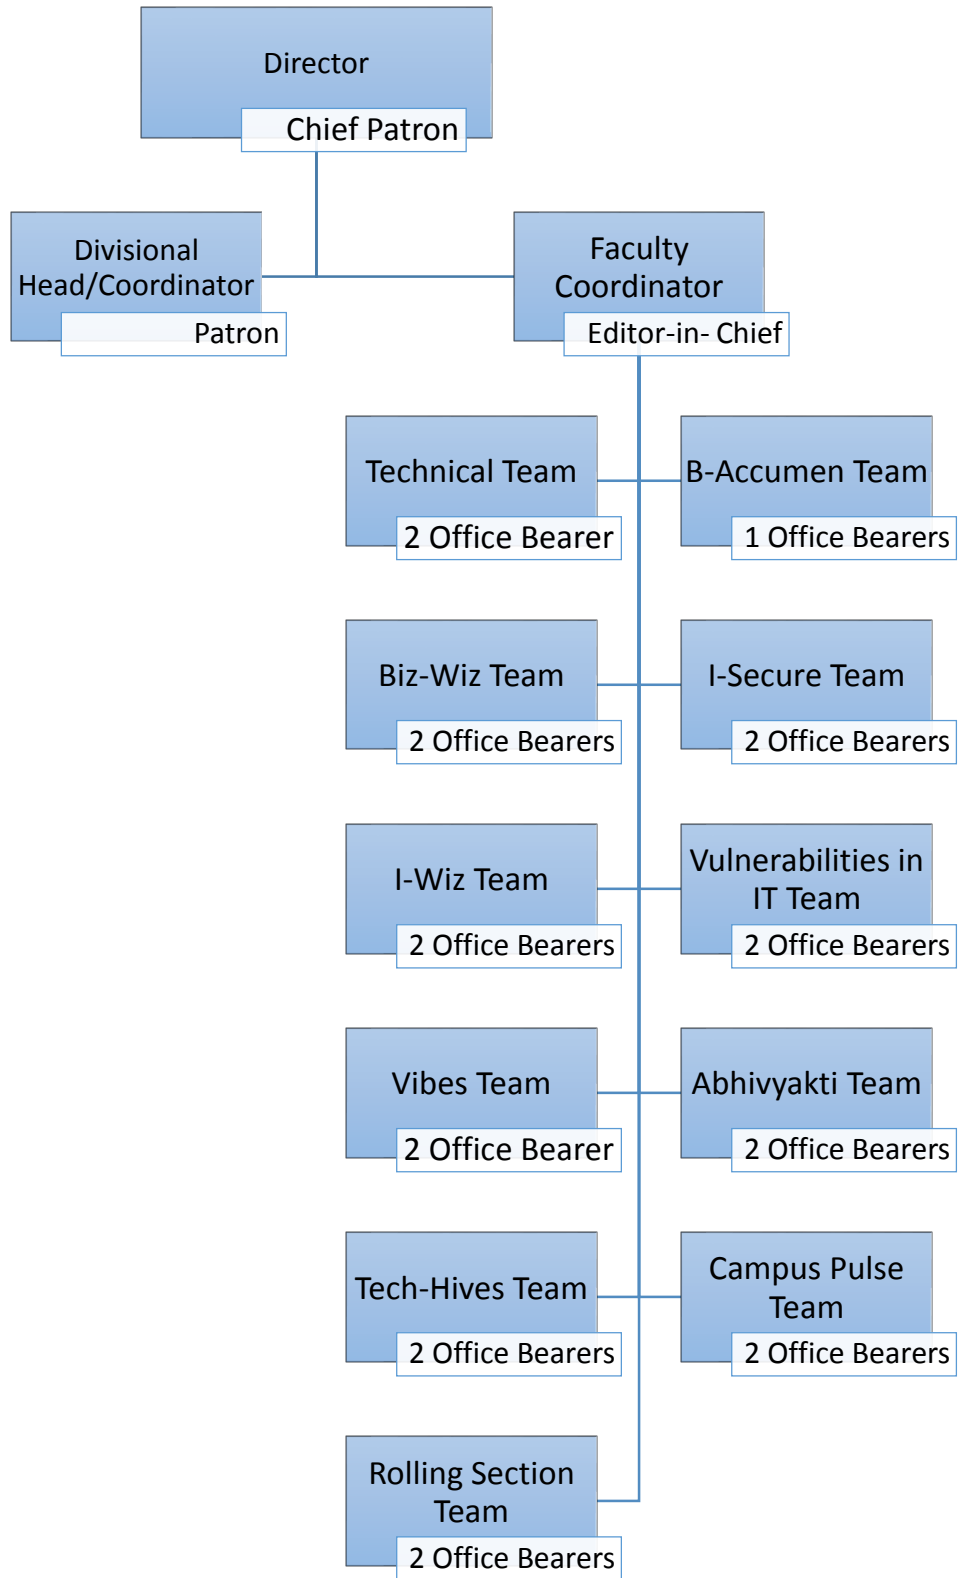 Director
Chief Patron
Divisional
Head/Coordinator
Patron
Faculty
Coordinator
Editor-in- Chief
Technical Team
2 Office Bearer
B-Accumen Team
1 Office Bearers
Biz-Wiz Team
2 Office Bearers
I-Secure Team
2 Office Bearers
I-Wiz Team
2 Office Bearers
Vulnerabilities in
IT Team
2 Office Bearers
Vibes Team
2 Office Bearer
Abhivyakti Team
2 Office Bearers
Tech-Hives Team
2 Office Bearers
Campus Pulse
Team
2 Office Bearers
Rolling Section
Team
2 Office Bearers